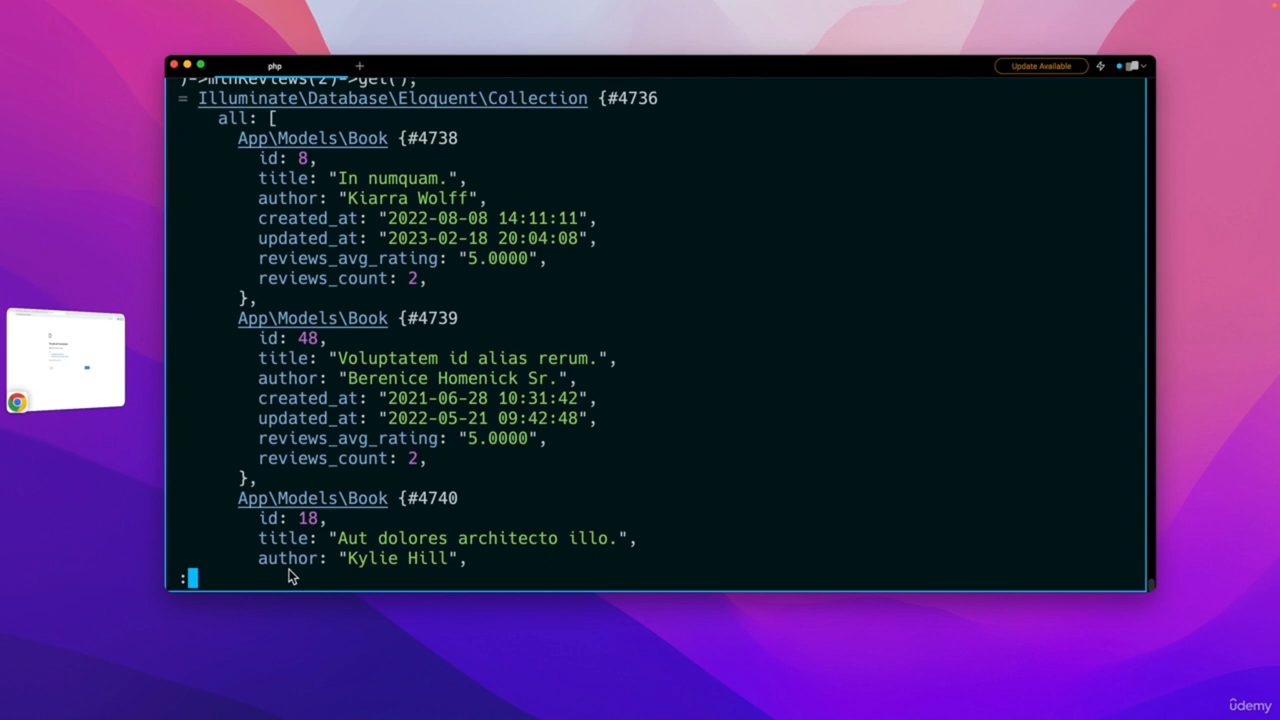 php
Update Available
)->minReviews(2)->get();
= Illuminate\Database\Eloquent\Collection {#4736
all: [
App\Models\Book {#4738
id: 8,
title: "In numquam.",
author: "Kiarra Wolff",
created_at: "2022-08-08 14:11:11",
updated_at: "2023-02-18 20:04:08",
reviews_avg_rating: "5.0000",
reviews_count: 2,
},
App\Models\Book {#4739
id: 48,
title: "Voluptatem id alias rerum.",
author: "Berenice Homenick Sr.",
created_at: "2021-06-28 10:31:42",
updated_at: "2022-05-21 09:42:48",
reviews_avg_rating: "5.0000",
reviews_count: 2,
},
App\Models\Book {#4740
id: 18,
title: "Aut dolores architecto illo.",
author: "Kylie Hill",
:
udemy